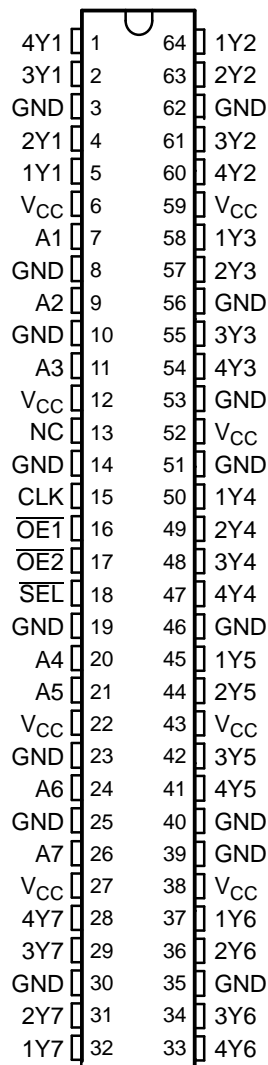 4Y1 1 64 1Y2
3Y1 2 63 2Y2
GND 3 62 GND
2Y1 4 61 3Y2
1Y1 5 60 4Y2
VCC 6 59 VCC
A1 7 58 1Y3
GND 8 57 2Y3
A2 9 56 GND
GND 10 55 3Y3
A3 11 54 4Y3
VCC 12 53 GND
NC 13 52 VCC
GND 14 51 GND
CLK 15 50 1Y4
OE1 16 49 2Y4
OE2 17 48 3Y4
SEL 18 47 4Y4
GND 19 46 GND
A4 20 45 1Y5
A5 21 44 2Y5
VCC 22 43 VCC
GND 23 42 3Y5
A6 24 41 4Y5
GND 25 40 GND
A7 26 39 GND
VCC 27 38 VCC
4Y7 28 37 1Y6
3Y7 29 36 2Y6
GND 30 35 GND
2Y7 31 34 3Y6
1Y7 32 33 4Y6